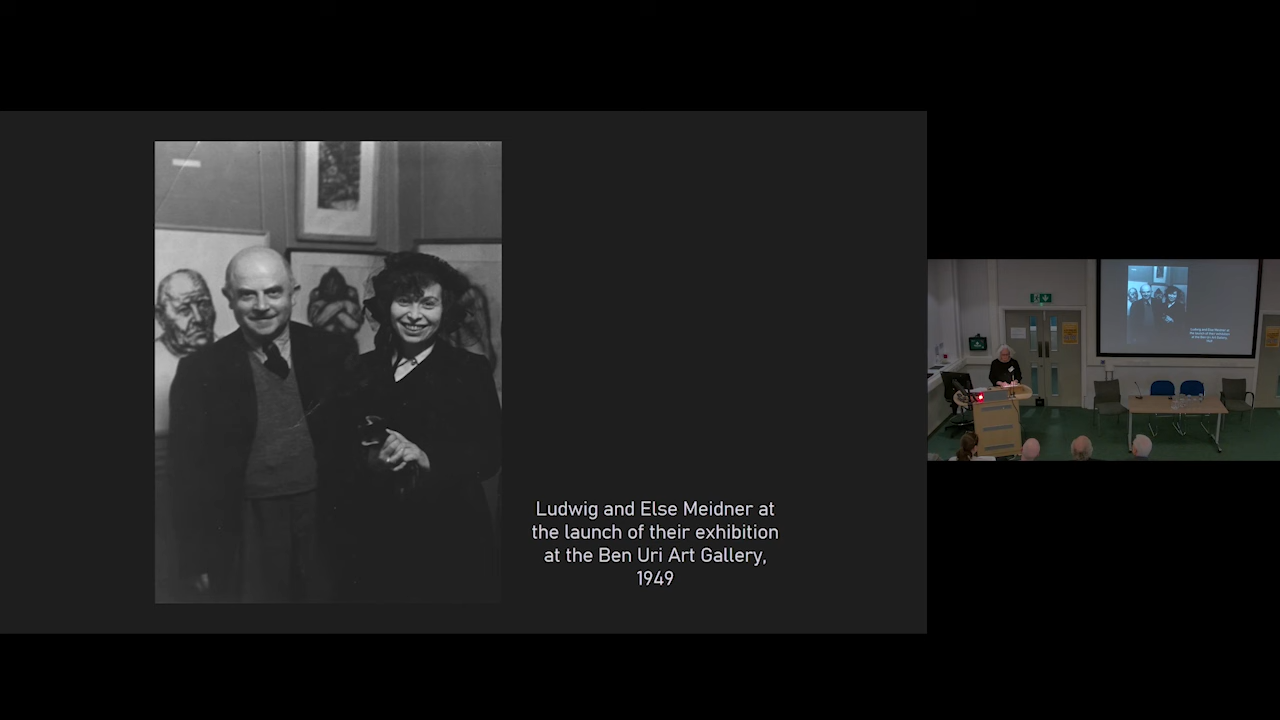 Ludwig and Else Meidner at
the launch of their exhibition
at the Ben Uri Art Gallery,
1949